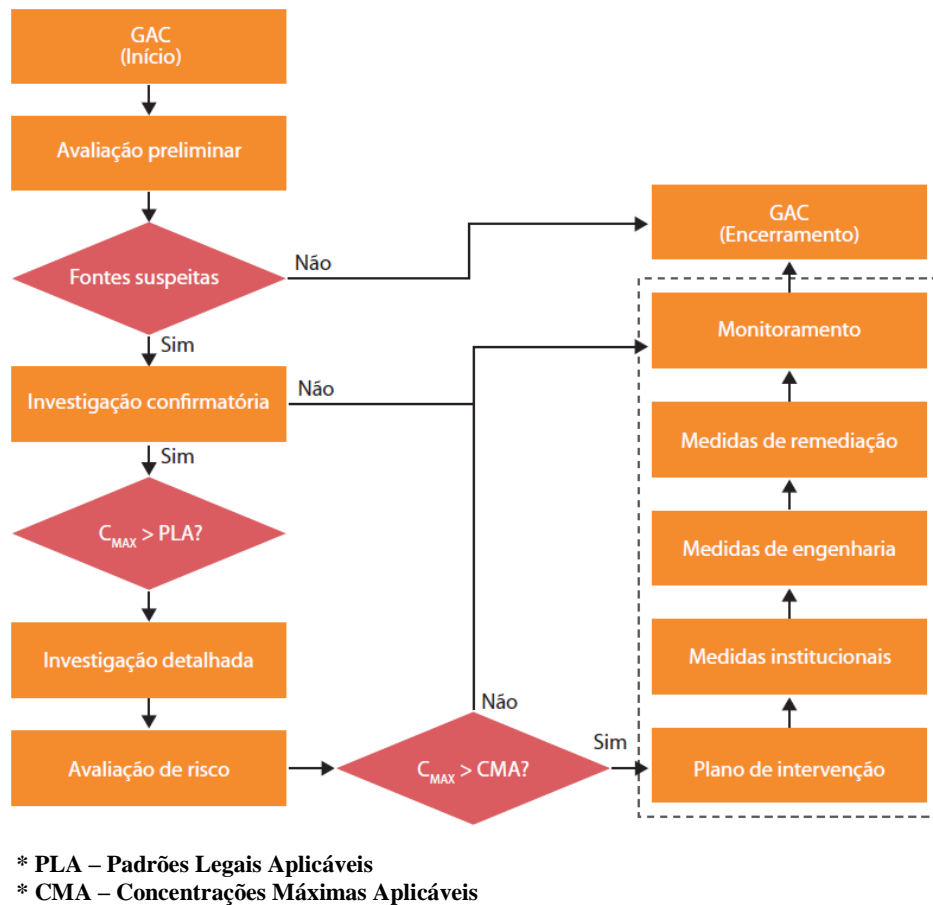 GAC
(Início)
Avaliação preliminar
Fontes suspeitas
Não
Sim
Investigação confirmatória
Não
Sim
C_MAX > PLA?
Investigação detalhada
Avaliação de risco
C_MAX > CMA?
Não
Sim
GAC
(Encerramento)
Monitoramento
Medidas de remediação
Medidas de engenharia
Medidas institucionais
Plano de intervenção
* PLA – Padrões Legais Aplicáveis
* CMA – Concentrações Máximas Aplicáveis